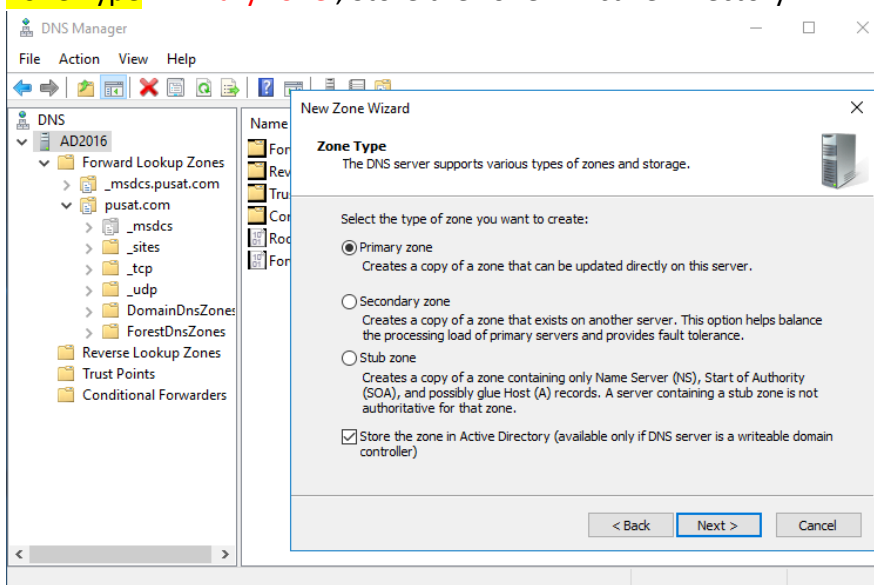 DNS Manager
File Action View Help
DNS
AD2016
Forward Lookup Zones
_msdcs.pusat.com
pusat.com
_msdcs
_sites
_tcp
_udp
DomainDnsZones
ForestDnsZones
Reverse Lookup Zones
Trust Points
Conditional Forwarders
Name
For
Rev
Tru
Cor
Roo
For
New Zone Wizard
Zone Type
The DNS server supports various types of zones and storage.
Select the type of zone you want to create:
Primary zone
Creates a copy of a zone that can be updated directly on this server.
Secondary zone
Creates a copy of a zone that exists on another server. This option helps balance
the processing load of primary servers and provides fault tolerance.
Stub zone
Creates a copy of a zone containing only Name Server (NS), Start of Authority
(SOA), and possibly glue Host (A) records. A server containing a stub zone is not
authoritative for that zone.
Store the zone in Active Directory (available only if DNS server is a writeable domain
controller)
< Back Next > Cancel